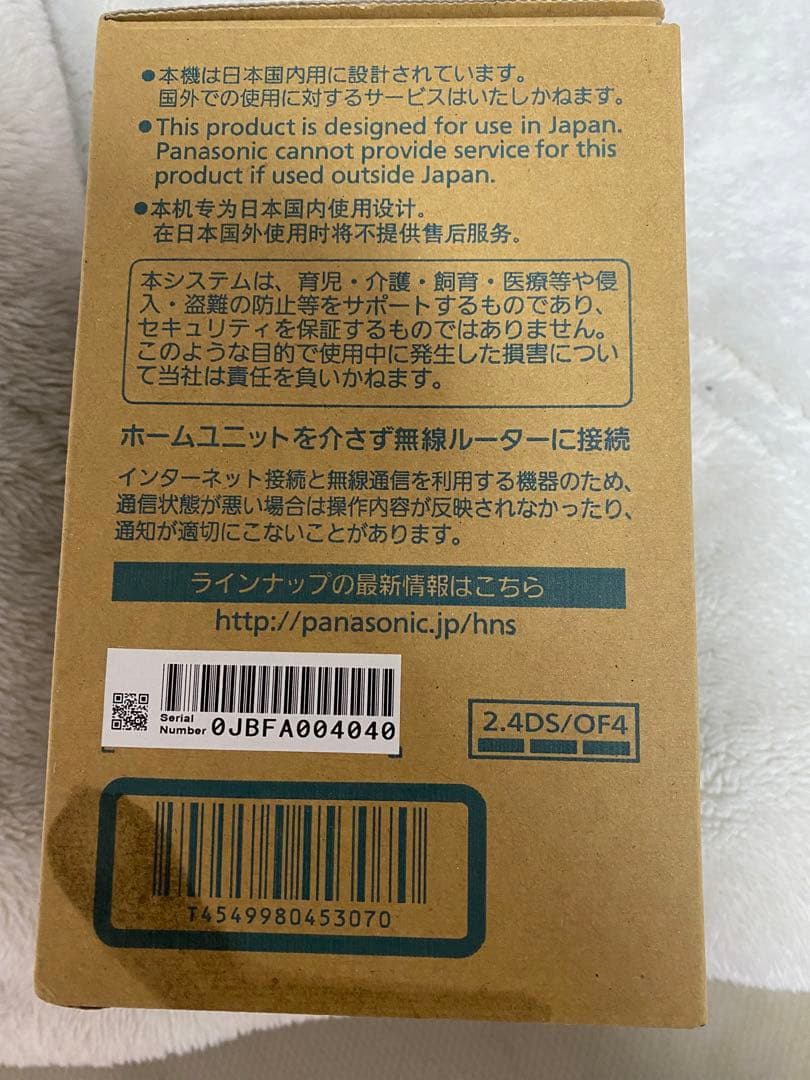 ●本機は日本国内用に設計されています。
国外での使用に対するサービスはいたしかねます。
●This product is designed for use in Japan.
Panasonic cannot provide service for this
product if used outside Japan.
●本机专为日本国内使用设计。
在日本国外使用时将不提供售后服务。
本システムは、育児・介護・飼育・医療等や侵
入・盗難の防止等をサポートするものであり、
セキュリティを保証するものではありません。
このような目的で使用中に発生した損害につい
て当社は責任を負いかねます。
ホームユニットを介さず無線ルーターに接続
インターネット接続と無線通信を利用する機器のため、
通信状態が悪い場合は操作内容が反映されなかったり、
通知が適切にこないことがあります。
ラインナップの最新情報はこちら
http://panasonic.jp/hns
Serial
Number 0JBFA004040
2.4DS/OF4
T4549980453070